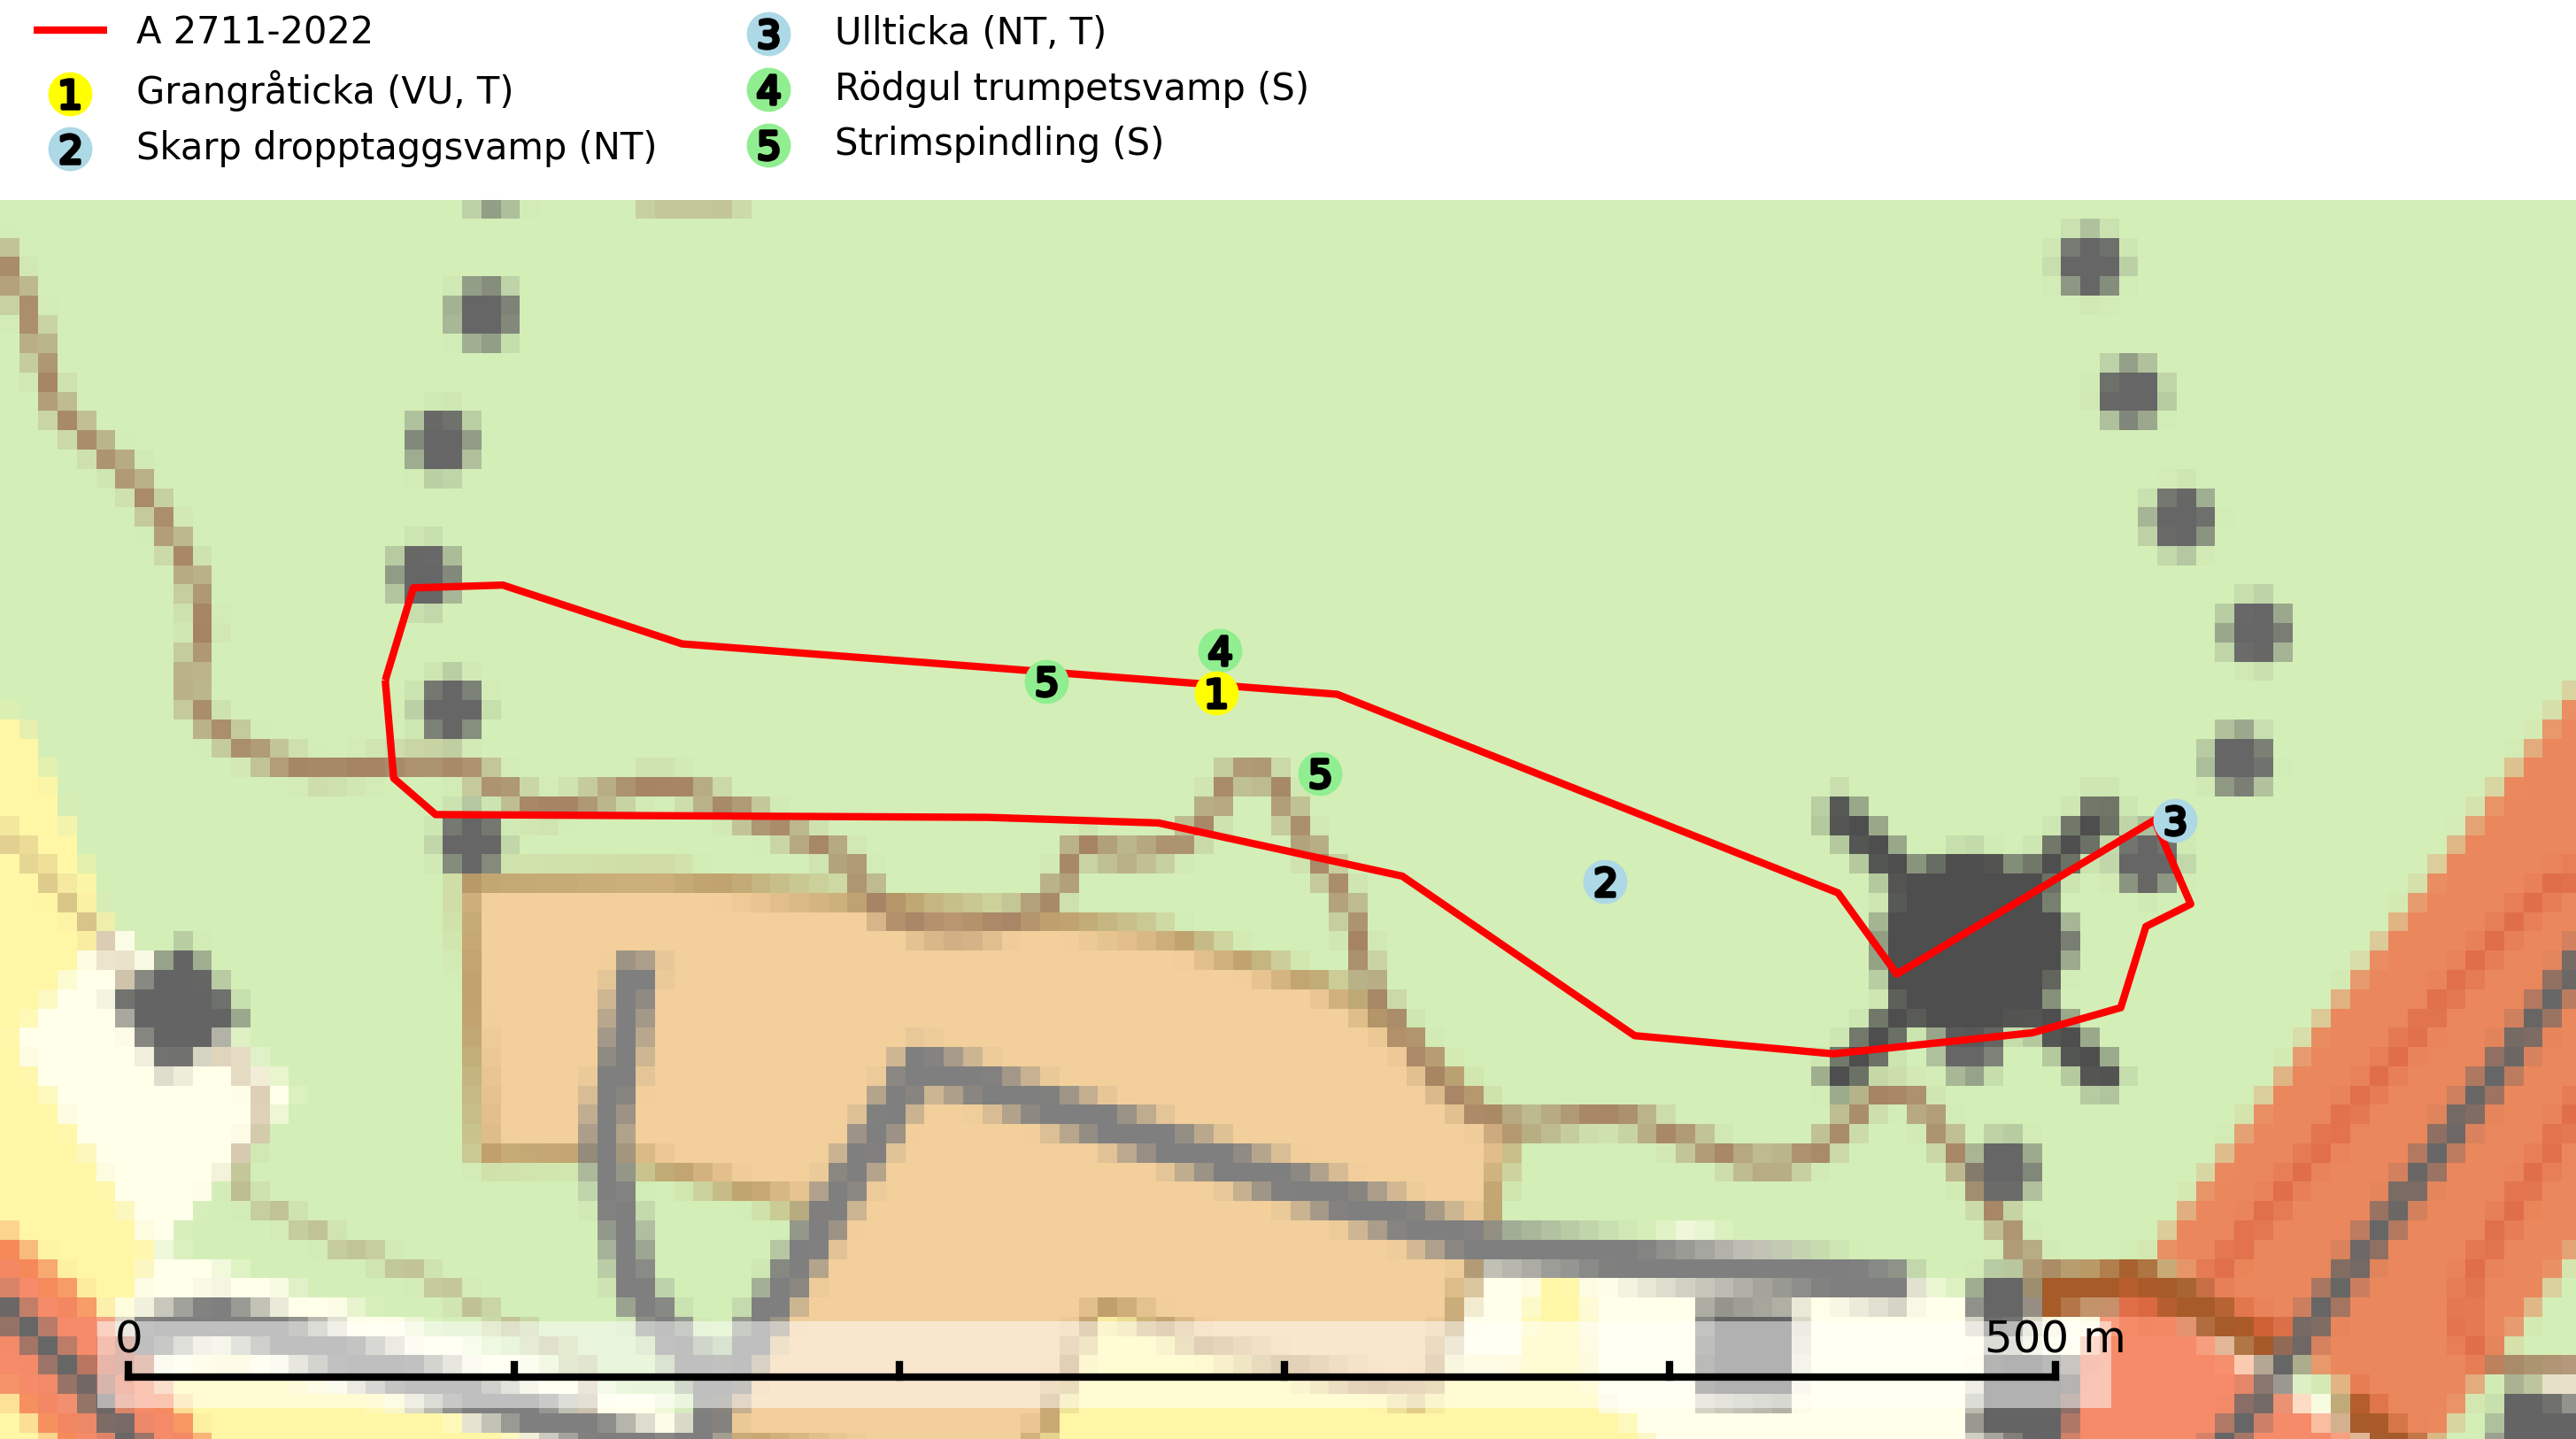 A 2711-2022
1 Grangråticka (VU, T)
2 Skarp dropptaggsvamp (NT)
3 Ullticka (NT, T)
4 Rödgul trumpetsvamp (S)
5 Strimspindling (S)
4
5
1
5
3
2
0
500 m